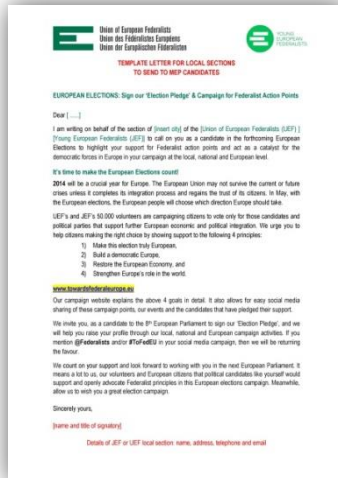 Union of European Federalists
Union des Fédéralistes Européens
Union der Europäischen Föderalisten
YOUNG
EUROPEAN
FEDERALISTS
TEMPLATE LETTER FOR LOCAL SECTIONS
TO SEND TO MEP CANDIDATES
EUROPEAN ELECTIONS: Sign our 'Election Pledge' & Campaign for Federalist Action Points
Dear [ .....]
I am writing on behalf of the section of [insert city] of the [Union of European Federalists (UEF) ]
[Young European Federalists (JEF)] to call on you as a candidate in the forthcoming European
Elections to highlight your support for Federalist action points and act as a catalyst for the
democratic forces in Europe in your campaign at the local, national and European level.
It's time to make the European Elections count!
2014 will be a crucial year for Europe. The European Union may not survive the current or future
crises unless it completes its integration process and regains the trust of its citizens. In May, with
the European elections, the European people will choose which direction Europe should take.
UEF's and JEF's 50.000 volunteers are campaigning citizens to vote only for those candidates and
political parties that support further European economic and political integration. We urge you to
help citizens making the right choice by showing support to the following 4 principles:
1) Make this election truly European,
2) Build a democratic Europe,
3) Restore the European Economy, and
4) Strengthen Europe's role in the world.
www.towardsfederaleurope.eu
Our campaign website explains the above 4 goals in detail. It also allows for easy social media
sharing of these campaign points, our events and the candidates that have pledged their support.
We invite you, as a candidate to the 8th European Parliament to sign our 'Election Pledge', and we
will help you raise your profile through our local, national and European campaign activities. If you
mention @Federalists and/or #ToFedEU in your social media campaign, then we will be returning
the favour.
We count on your support and look forward to working with you in the next European Parliament. It
means a lot to us, our volunteers and European citizens that political candidates like yourself would
support and openly advocate Federalist principles in this European elections campaign. Meanwhile,
allow us to wish you a great election campaign.
Sincerely yours,
[name and title of signatory]
Details of JEF or UEF local section name, address, telephone and email